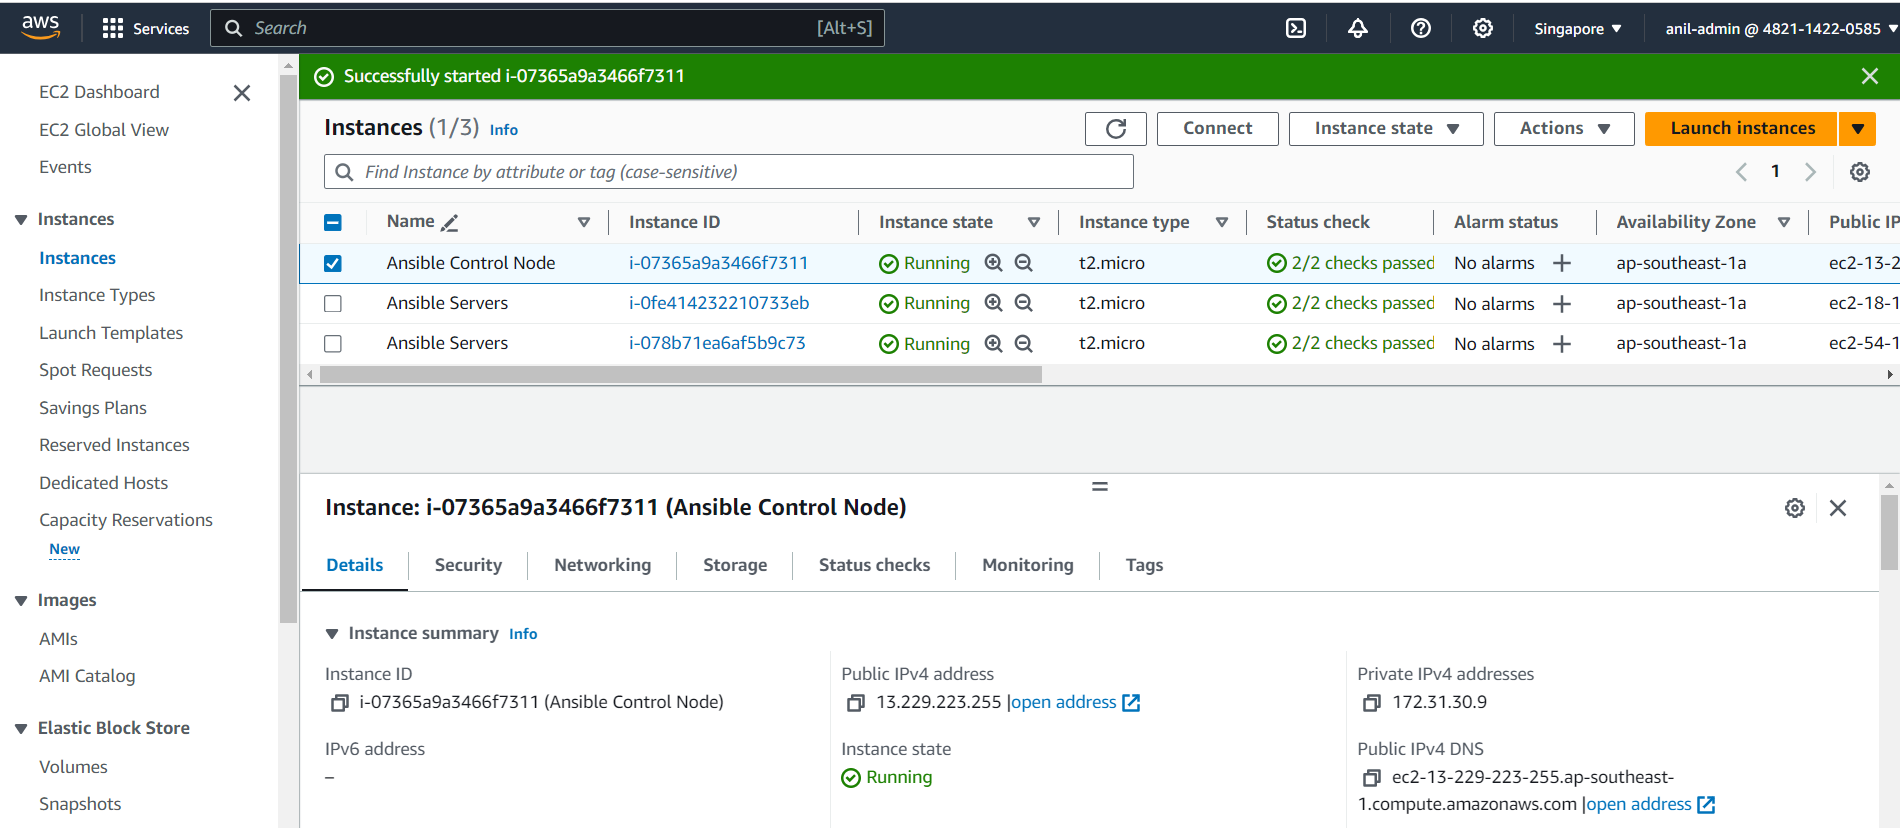 aws
Services
Search [Alt+S]
Singapore
anil-admin @ 4821-1422-0585
EC2 Dashboard
EC2 Global View
Events
Instances
Instances
Instance Types
Launch Templates
Spot Requests
Savings Plans
Reserved Instances
Dedicated Hosts
Capacity Reservations
New
Images
AMIs
AMI Catalog
Elastic Block Store
Volumes
Snapshots
Successfully started i-07365a9a3466f7311
Instances (1/3) Info
Connect
Instance state
Actions
Launch instances
Find Instance by attribute or tag (case-sensitive)
1
Name Instance ID Instance state Instance type Status check Alarm status Availability Zone Public IP
Ansible Control Node i-07365a9a3466f7311 Running t2.micro 2/2 checks passed No alarms + ap-southeast-1a ec2-13-2
Ansible Servers i-0fe414232210733eb Running t2.micro 2/2 checks passed No alarms + ap-southeast-1a ec2-18-1
Ansible Servers i-078b71ea6af5b9c73 Running t2.micro 2/2 checks passed No alarms + ap-southeast-1a ec2-54-1
Instance: i-07365a9a3466f7311 (Ansible Control Node)
Details Security Networking Storage Status checks Monitoring Tags
Instance summary Info
Instance ID
i-07365a9a3466f7311 (Ansible Control Node)
Public IPv4 address
13.229.223.255 |open address
Private IPv4 addresses
172.31.30.9
IPv6 address
–
Instance state
Running
Public IPv4 DNS
ec2-13-229-223-255.ap-southeast-
1.compute.amazonaws.com |open address